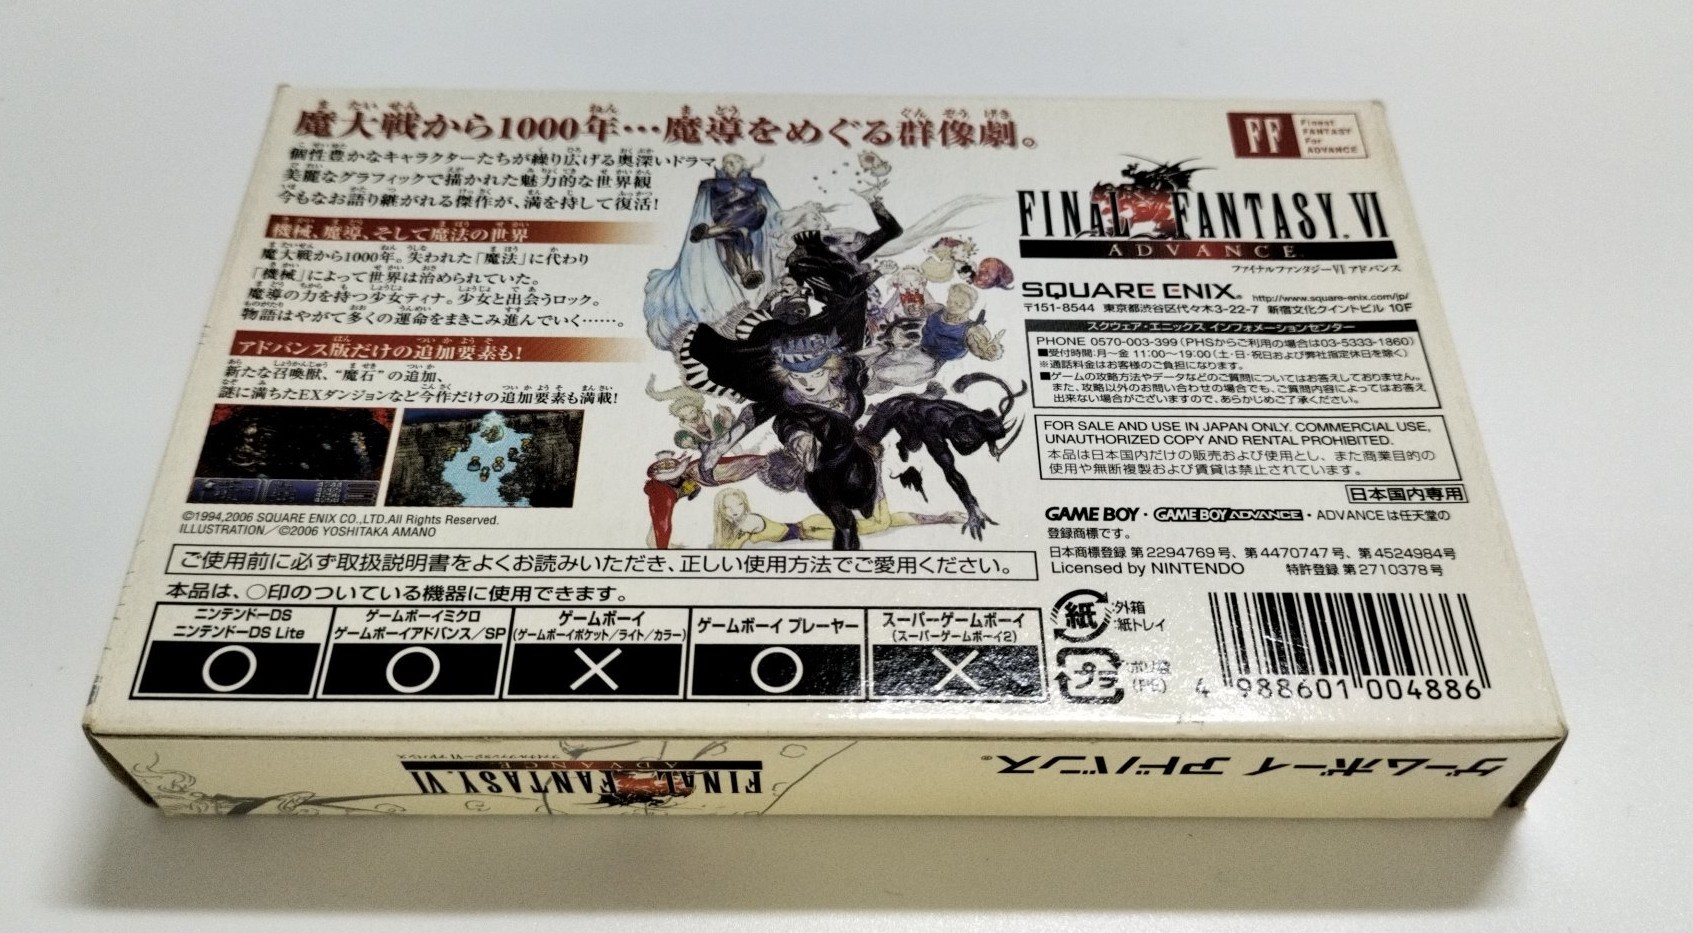 魔大戦から1000年…魔導をめぐる群像劇。
個性豊かなキャラクターたちが繰り広げる奥深いドラマ
美麗なグラフィックで描かれた魅力的な世界観
今もなお語り継がれる傑作が、満を持して復活!
機械、魔導、そして魔法の世界
魔大戦から1000年。失われた「魔法」に代わり
「機械」によって世界は治められていた。
魔導の力を持つ少女ティナ。少女と出会うロック。
物語はやがて多くの運命をまきこみ進んでいく……。
アドバンス版だけの追加要素も!
新たな召喚獣、“魔石”の追加、
謎に満ちたEXダンジョンなど今作だけの追加要素も満載!
©1994,2006 SQUARE ENIX CO.,LTD.All Rights Reserved.
ILLUSTRATION/©2006 YOSHITAKA AMANO
FF Finest FANTASY For ADVANCE
FINAL FANTASY VI
ADVANCE
ファイナルファンタジーVI アドバンス
SQUARE ENIX® http://www.square-enix.com/jp/
〒151-8544 東京都渋谷区代々木3-22-7 新宿文化クイントビル 10F
スクウェア・エニックス インフォメーションセンター
PHONE 0570-003-399(PHSからご利用の場合は03-5333-1860)
■受付時間:月〜金 11:00〜19:00(土・日・祝日および弊社指定休日を除く)
※通話料金はお客様のご負担になります。
■ゲームの攻略方法やデータなどのご質問についてはお答えしておりません。
また、攻略以外のお問い合わせの場合でも、ご質問内容によってはお答え
出来ない場合がございますので、あらかじめご了承ください。
FOR SALE AND USE IN JAPAN ONLY. COMMERCIAL USE,
UNAUTHORIZED COPY AND RENTAL PROHIBITED.
本品は日本国内だけの販売および使用とし、また商業目的の
使用や無断複製および賃貸は禁止されています。
日本国内専用
GAME BOY・GAME BOY ADVANCE・ADVANCEは任天堂の
登録商標です。
日本商標登録 第2294769号、第4470747号、第4524984号
Licensed by NINTENDO 特許登録 第2710378号
ご使用前に必ず取扱説明書をよくお読みいただき、正しい使用方法でご愛用ください。
本品は、○印のついている機器に使用できます。
ニンテンドーDS
ニンテンドーDS Lite
○
ゲームボーイミクロ
ゲームボーイアドバンス/SP
○
ゲームボーイ
(ゲームボーイポケット/ライト/カラー)
×
ゲームボーイ プレーヤー
○
スーパーゲームボーイ
(スーパーゲームボーイ2)
×
紙
:外箱
:紙トレイ
プラ
:ポリ袋
(PE)
4 988601 004886
ゲームボーイ アドバンス®
FINAL FANTASY VI
ADVANCE
ファイナルファンタジーVI アドバンス